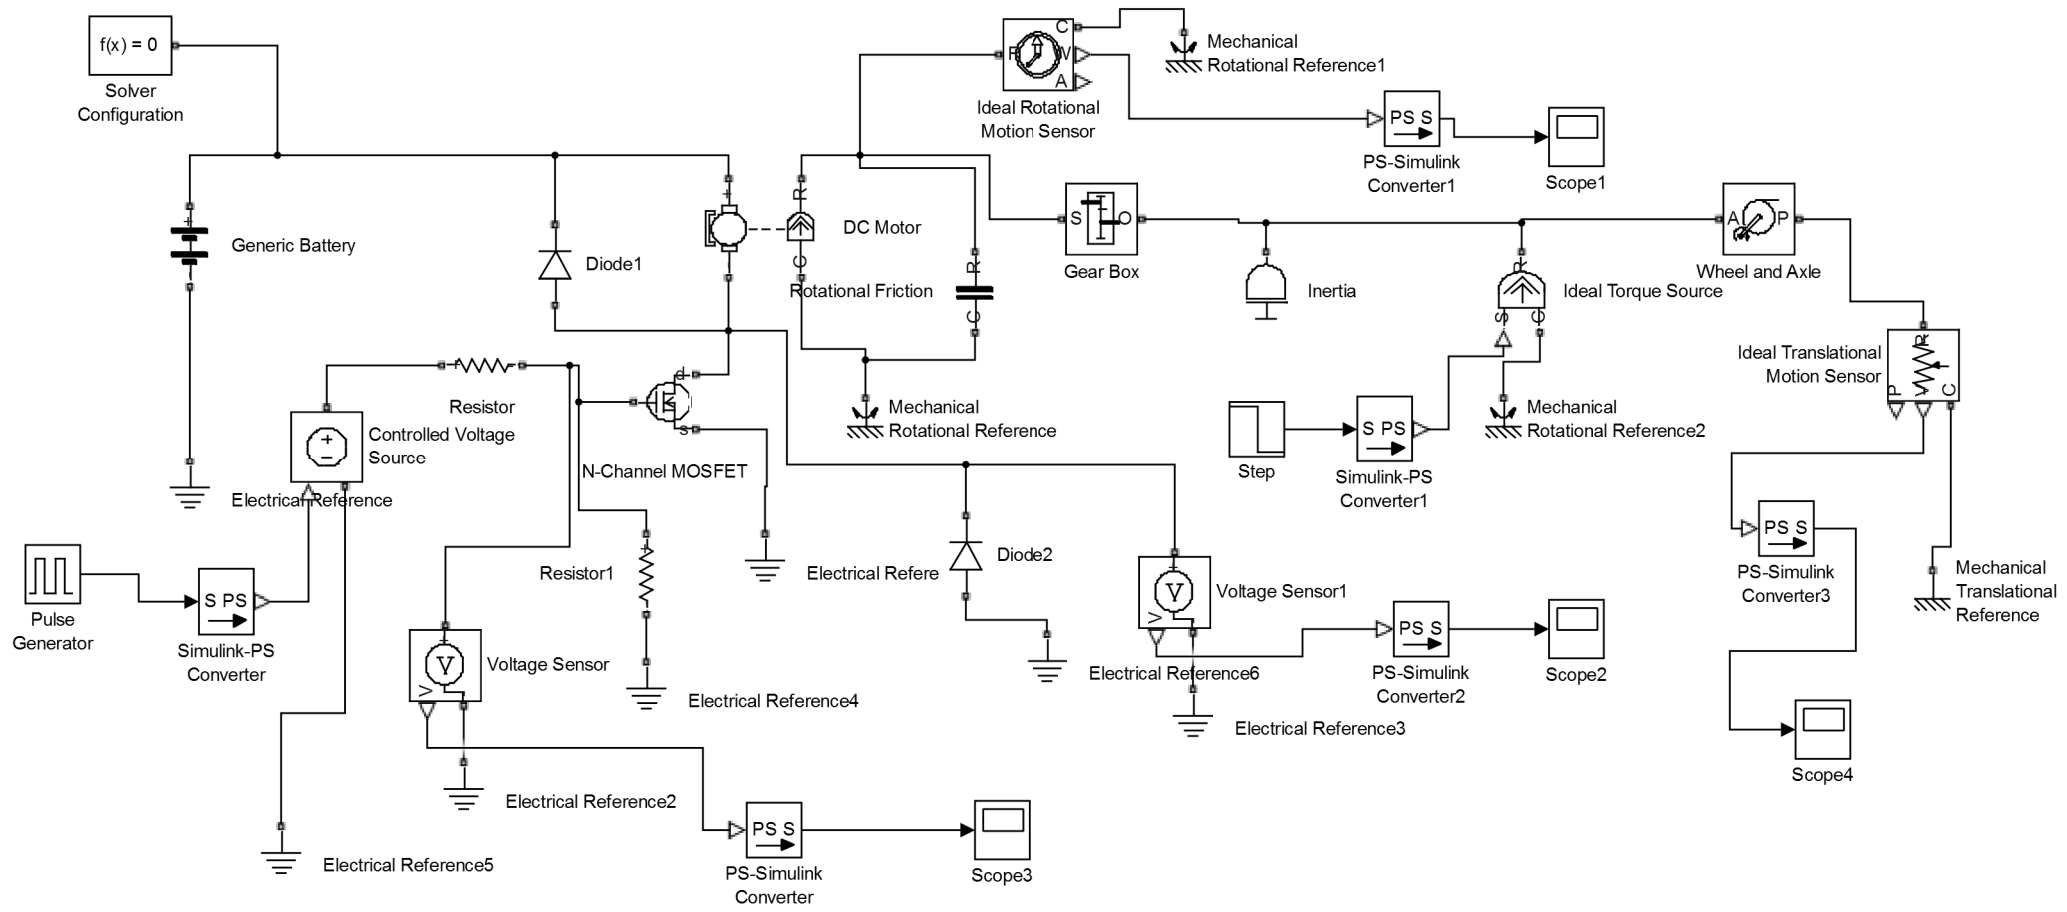 f(x) = 0
Solver
Configuration
C
R
W
A
Ideal Rotational
Motion Sensor
Mechanical
Rotational Reference1
PS S
PS-Simulink
Converter1
Scope1
+
Generic Battery
Diode1
+
R
C
DC Motor
Rotational Friction
R
C
S
O
Gear Box
Inertia
R
S
C
Ideal Torque Source
A
P
Wheel and Axle
Ideal Translational
Motion Sensor
R
P
V
C
+
Resistor
Controlled Voltage
Source
+
−
Electrical Reference
d
s
N-Channel MOSFET
Mechanical
Rotational Reference
Step
S PS
Simulink-PS
Converter1
Mechanical
Rotational Reference2
Pulse
Generator
S PS
Simulink-PS
Converter
+
Resistor1
Electrical Refere
Diode2
+
V
V
Voltage Sensor1
PS S
PS-Simulink
Converter3
Mechanical
Translational
Reference
+
V
V
Voltage Sensor
Electrical Reference4
Electrical Reference6
PS S
PS-Simulink
Converter2
Scope2
Electrical Reference3
Scope4
Electrical Reference2
Electrical Reference5
PS S
PS-Simulink
Converter
Scope3